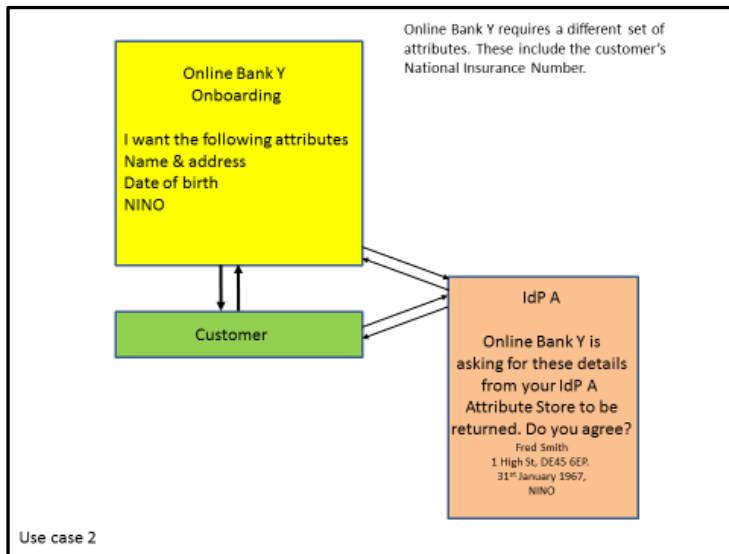 Online Bank Y requires a different set of
attributes. These include the customer's
National Insurance Number.
Online Bank Y
Onboarding
I want the following attributes
Name & address
Date of birth
NINO
Customer
IdP A
Online Bank Y is
asking for these details
from your IdP A
Attribute Store to be
returned. Do you agree?
Fred Smith
1 High St, DE45 6EP.
31st January 1967,
NINO
Use case 2